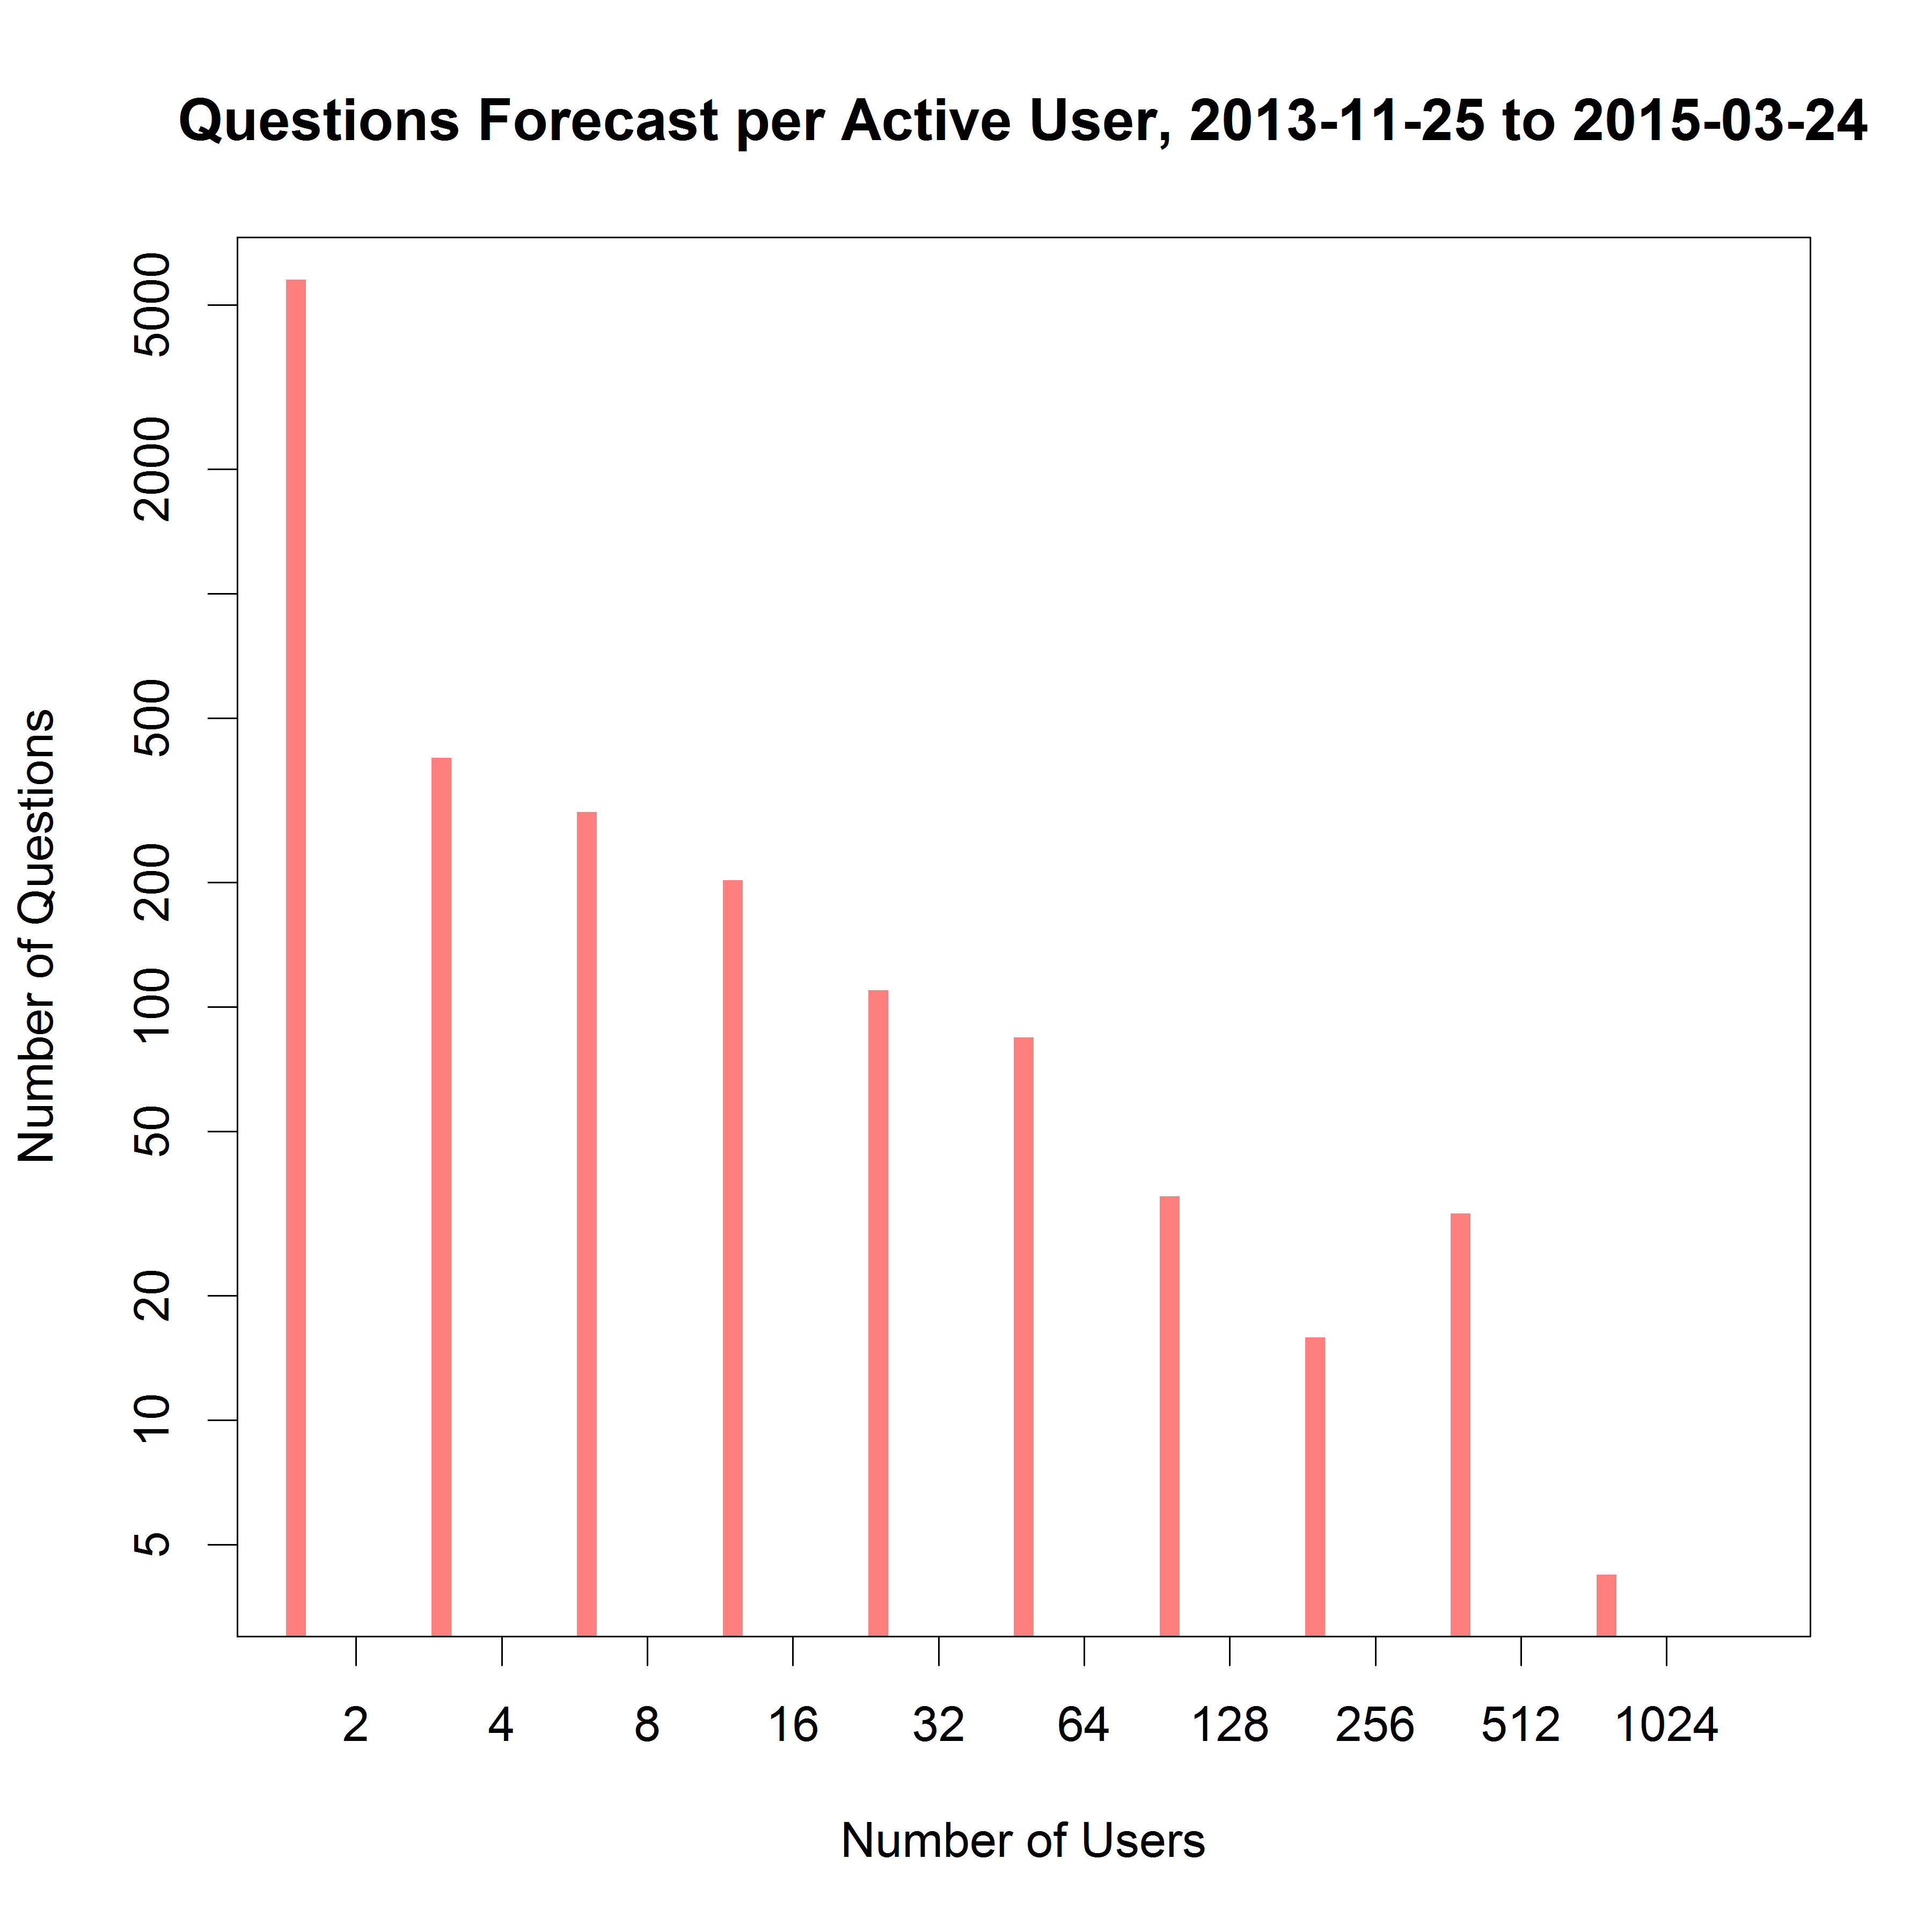 Questions Forecast per Active User, 2013-11-25 to 2015-03-24
Number of Questions
5000
2000
500
200
100
50
20
10
5
2 4 8 16 32 64 128 256 512 1024
Number of Users